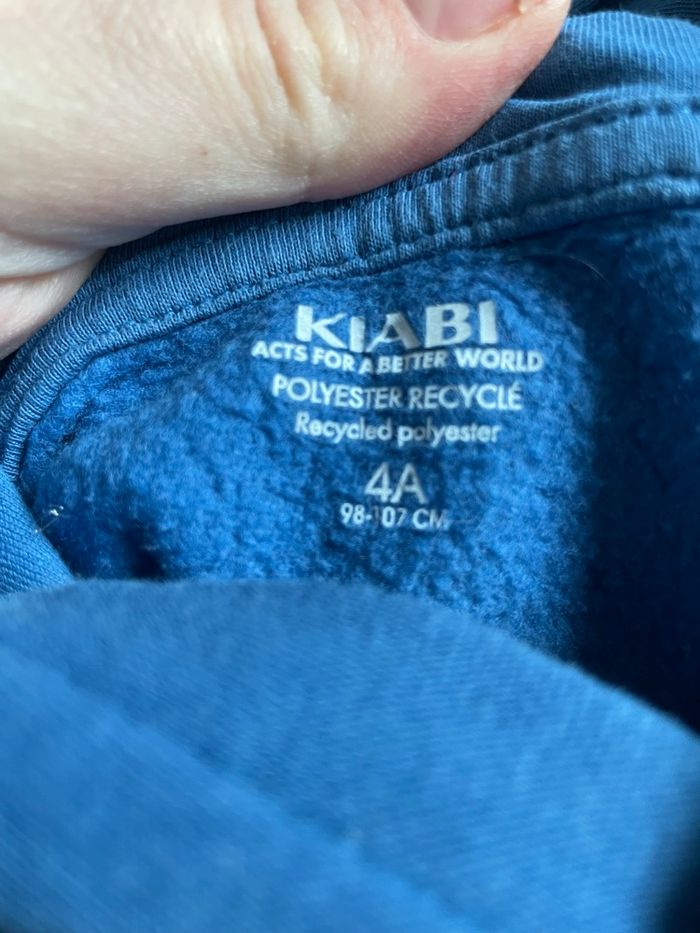 KIABI
ACTS FOR A BETTER WORLD
POLYESTER RECYCLÉ
Recycled polyester
4A
98-107 CM